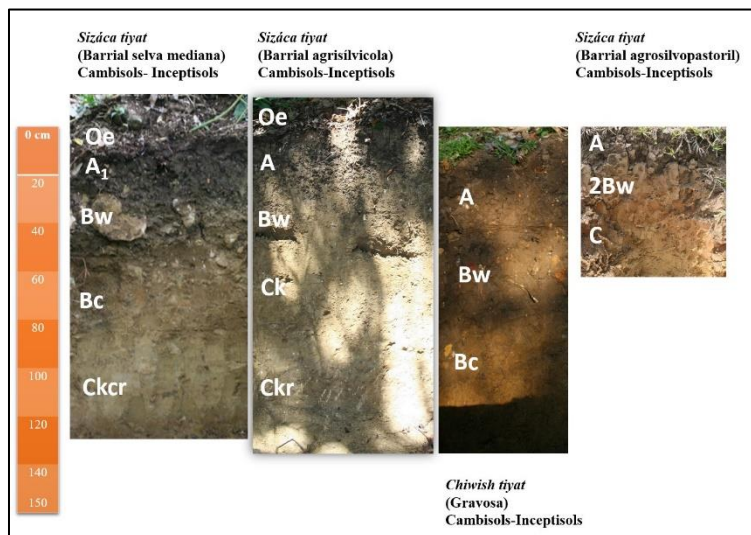 Sizáca tiyat
(Barrial selva mediana)
Cambisols- Inceptisols
Sizáca tiyat
(Barrial agrisílvicola)
Cambisols-Inceptisols
Sizáca tiyat
(Barrial agrosilvopastoril)
Cambisols-Inceptisols
0 cm
20
40
60
80
100
120
140
150
Oe
A1
Bw
Bc
Ckcr
Oe
A
Bw
Ck
Ckr
A
Bw
Bc
A
2Bw
C
Chiwish tiyat
(Gravosa)
Cambisols-Inceptisols